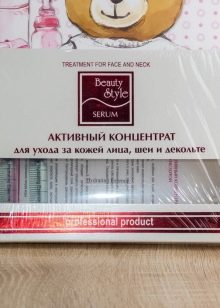 TREATMENT FOR FACE AND NECK
Beauty
Style
SERUM
АКТИВНЫЙ КОНЦЕНТРАТ
для ухода за кожей лица, шеи и декольте
professional product